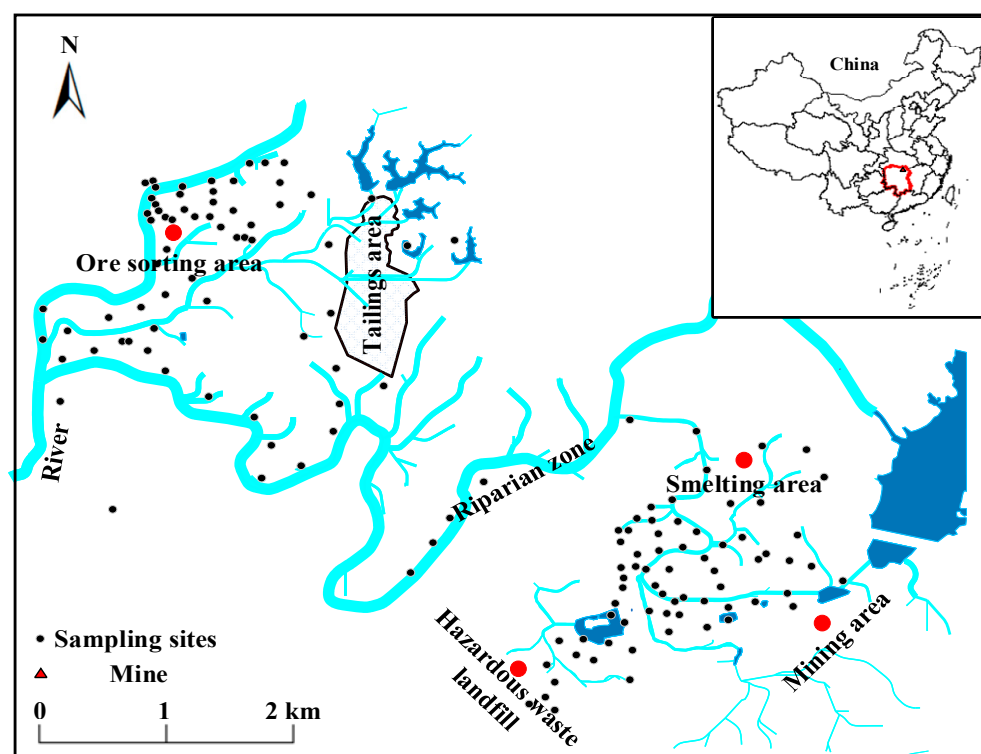 N
China
Ore sorting area
Tailings area
River
Riparian zone
Smelting area
Mining area
Hazardous waste
landfill
Sampling sites
Mine
0 1 2 km